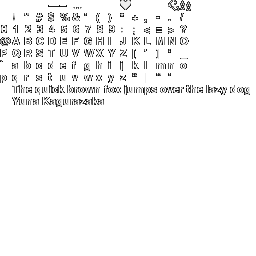 ! " # $ % & ' ( ) * + , - . /
0 1 2 3 4 5 6 7 8 9 : ; < = > ?
@ A B C D E F G H I J K L M N O
P Q R S T U V W X Y Z [ ' ] ^ _
a b c d e f g h i j k l m n o
p q r s t u v w x y z
The quick brown fox jumps over the lazy dog
Yuna Kagurazaka